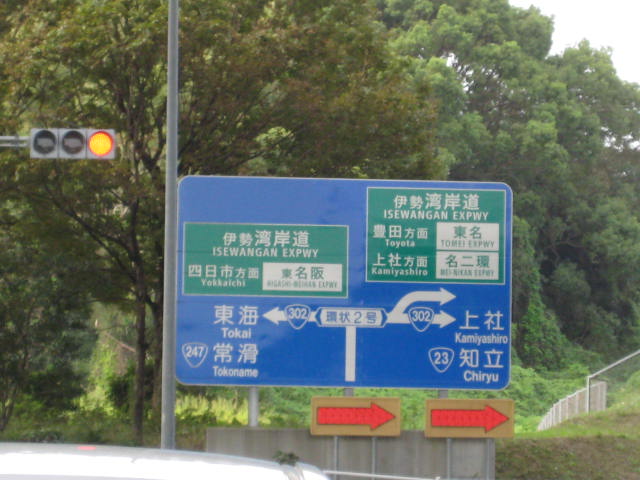 伊勢湾岸道
ISEWANGAN EXPWY
四日市方面
Yokkaichi
東名阪
HIGASHI-MEIHAN EXPWY
伊勢湾岸道
ISEWANGAN EXPWY
豊田方面
Toyota
東名
TOMEI EXPWY
上社方面
Kamiyashiro
名二環
MEI-NIKAN EXPWY
東海
Tokai
302
環状2号
302
上社
Kamiyashiro
247
常滑
Tokoname
23
知立
Chiryu